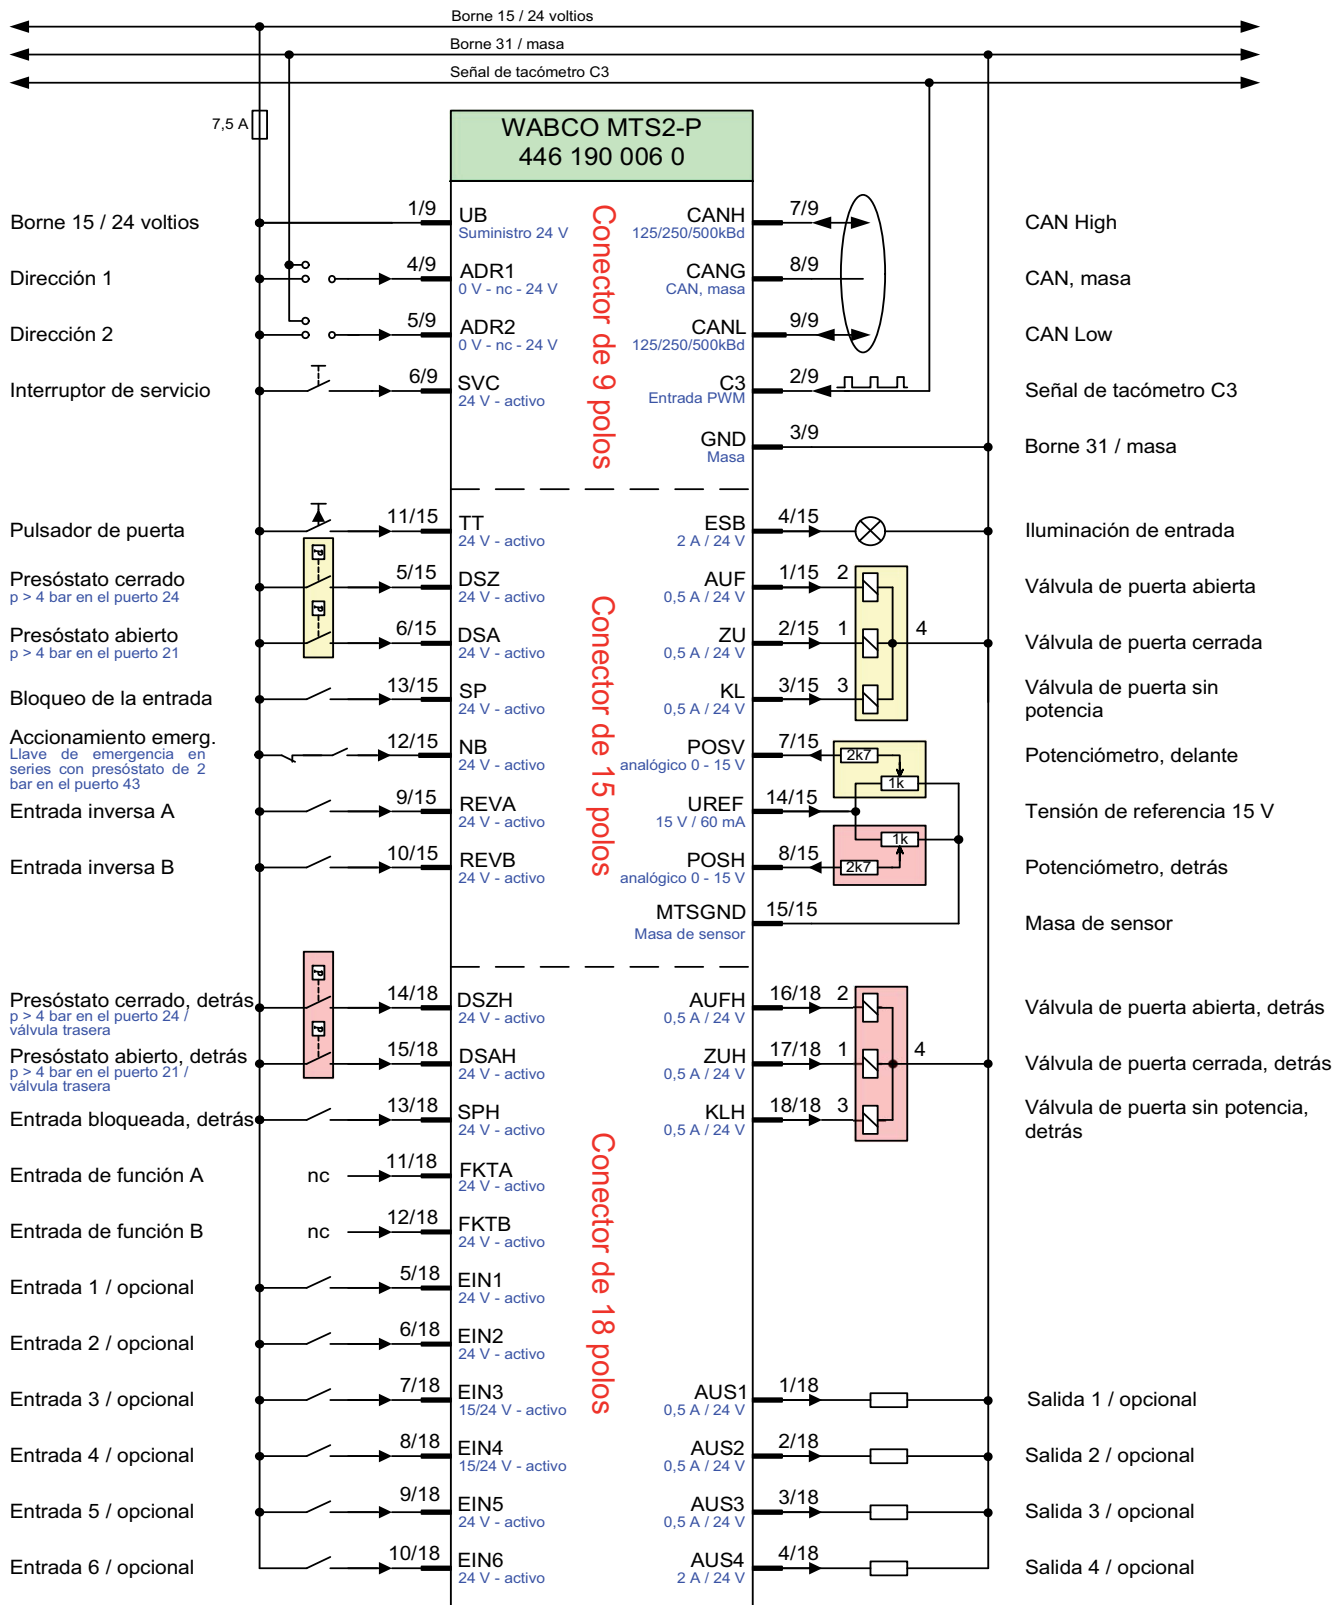 Borne 15 / 24 voltios
Borne 31 / masa
Señal de tacómetro C3
7,5 A
WABCO MTS2-P
446 190 006 0
Conector de 9 polos
Borne 15 / 24 voltios
1/9
UB
Suministro 24 V
CANH
125/250/500kBd
7/9
CAN High
Dirección 1
4/9
ADR1
0 V - nc - 24 V
CANG
CAN, masa
8/9
CAN, masa
Dirección 2
5/9
ADR2
0 V - nc - 24 V
CANL
125/250/500kBd
9/9
CAN Low
Interruptor de servicio
6/9
SVC
24 V - activo
C3
Entrada PWM
2/9
Señal de tacómetro C3
GND
Masa
3/9
Borne 31 / masa
Conector de 15 polos
Pulsador de puerta
11/15
TT
24 V - activo
ESB
2 A / 24 V
4/15
Iluminación de entrada
Presóstato cerrado
p > 4 bar en el puerto 24
P
5/15
DSZ
24 V - activo
AUF
0,5 A / 24 V
1/15
2
Válvula de puerta abierta
Presóstato abierto
p > 4 bar en el puerto 21
P
6/15
DSA
24 V - activo
ZU
0,5 A / 24 V
2/15
1
4
Válvula de puerta cerrada
Bloqueo de la entrada
13/15
SP
24 V - activo
KL
0,5 A / 24 V
3/15
3
Válvula de puerta sin
potencia
Accionamiento emerg.
Llave de emergencia en
series con presóstato de 2
bar en el puerto 43
12/15
NB
24 V - activo
POSV
analógico 0 - 15 V
7/15
2k7
1k
Potenciómetro, delante
Entrada inversa A
9/15
REVA
24 V - activo
UREF
15 V / 60 mA
14/15
Tensión de referencia 15 V
Entrada inversa B
10/15
REVB
24 V - activo
POSH
analógico 0 - 15 V
8/15
1k
2k7
Potenciómetro, detrás
MTSGND
Masa de sensor
15/15
Masa de sensor
Conector de 18 polos
Presóstato cerrado, detrás
p > 4 bar en el puerto 24 /
válvula trasera
P
14/18
DSZH
24 V - activo
AUFH
0,5 A / 24 V
16/18
2
Válvula de puerta abierta, detrás
Presóstato abierto, detrás
p > 4 bar en el puerto 21 /
válvula trasera
P
15/18
DSAH
24 V - activo
ZUH
0,5 A / 24 V
17/18
1
4
Válvula de puerta cerrada, detrás
Entrada bloqueada, detrás
13/18
SPH
24 V - activo
KLH
0,5 A / 24 V
18/18
3
Válvula de puerta sin potencia,
detrás
Entrada de función A
nc
11/18
FKTA
24 V - activo
Entrada de función B
nc
12/18
FKTB
24 V - activo
Entrada 1 / opcional
5/18
EIN1
24 V - activo
Entrada 2 / opcional
6/18
EIN2
24 V - activo
Entrada 3 / opcional
7/18
EIN3
15/24 V - activo
AUS1
0,5 A / 24 V
1/18
Salida 1 / opcional
Entrada 4 / opcional
8/18
EIN4
15/24 V - activo
AUS2
0,5 A / 24 V
2/18
Salida 2 / opcional
Entrada 5 / opcional
9/18
EIN5
24 V - activo
AUS3
0,5 A / 24 V
3/18
Salida 3 / opcional
Entrada 6 / opcional
10/18
EIN6
24 V - activo
AUS4
2 A / 24 V
4/18
Salida 4 / opcional